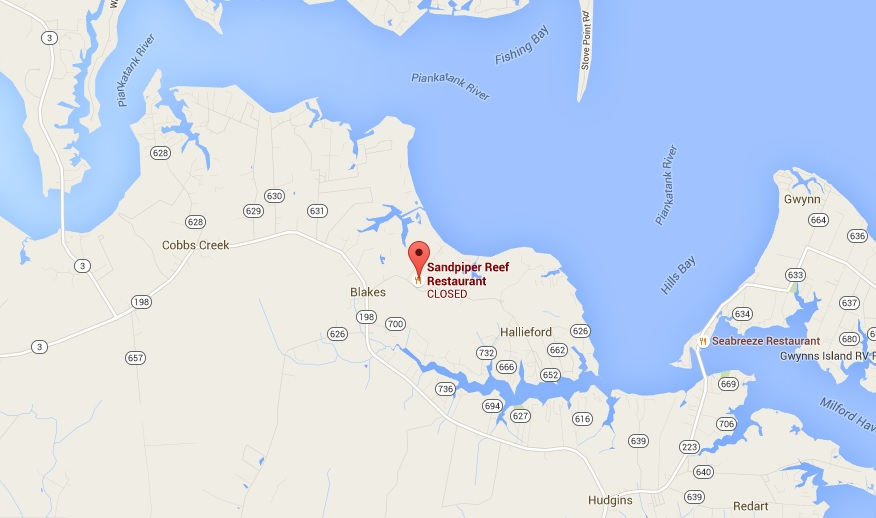 3
Piankatank River
Fishing Bay
Stove Point Rd
Piankatank River
Piankatank River
Hills Bay
628
630
629
631
628
Cobbs Creek
3
198
3
657
Gwynn
664
636
633
637
634
680
Sandpiper Reef
Restaurant
CLOSED
Blakes
198
700
626
Hallieford
626
662
732
666
652
736
694
627
616
639
Seabreeze Restaurant
Gwynns Island RV
669
706
Milford Hav
223
640
639
Hudgins
Redart